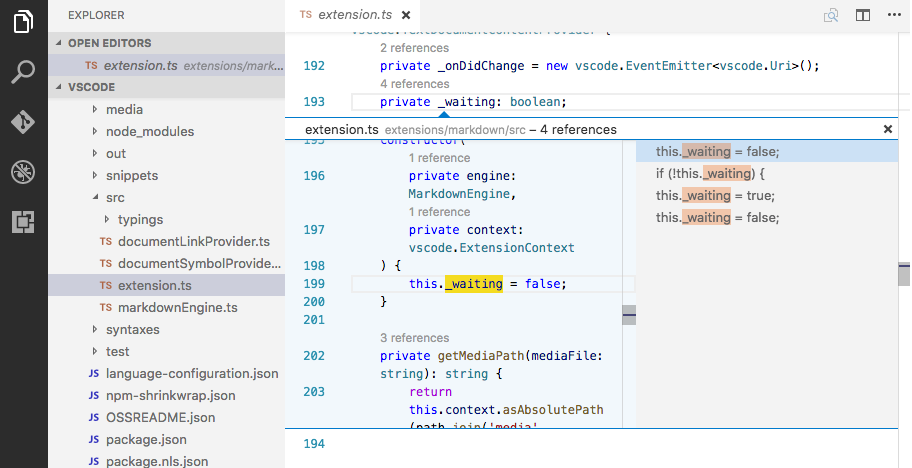 EXPLORER
OPEN EDITORS
TS extension.ts extensions/mark...
VSCODE
media
node_modules
out
snippets
src
typings
TS documentLinkProvider.ts
TS documentSymbolProvide...
TS extension.ts
TS markdownEngine.ts
syntaxes
test
JS language-configuration.json
JS npm-shrinkwrap.json
JS OSSREADME.json
JS package.json
JS package.nls.json
TS extension.ts
vscode.TextDocumentContentProvider {
2 references
192 private _onDidChange = new vscode.EventEmitter<vscode.Uri>();
4 references
193 private _waiting: boolean;
extension.ts extensions/markdown/src – 4 references
195 constructor(
1 reference
196 private engine:
MarkdownEngine,
1 reference
197 private context:
vscode.ExtensionContext
198 ) {
199 this._waiting = false;
200 }
201
3 references
202 private getMediaPath(mediaFile:
string): string {
203 return
this.context.asAbsolutePath
(path.join('media',
this._waiting = false;
if (!this._waiting) {
this._waiting = true;
this._waiting = false;
194